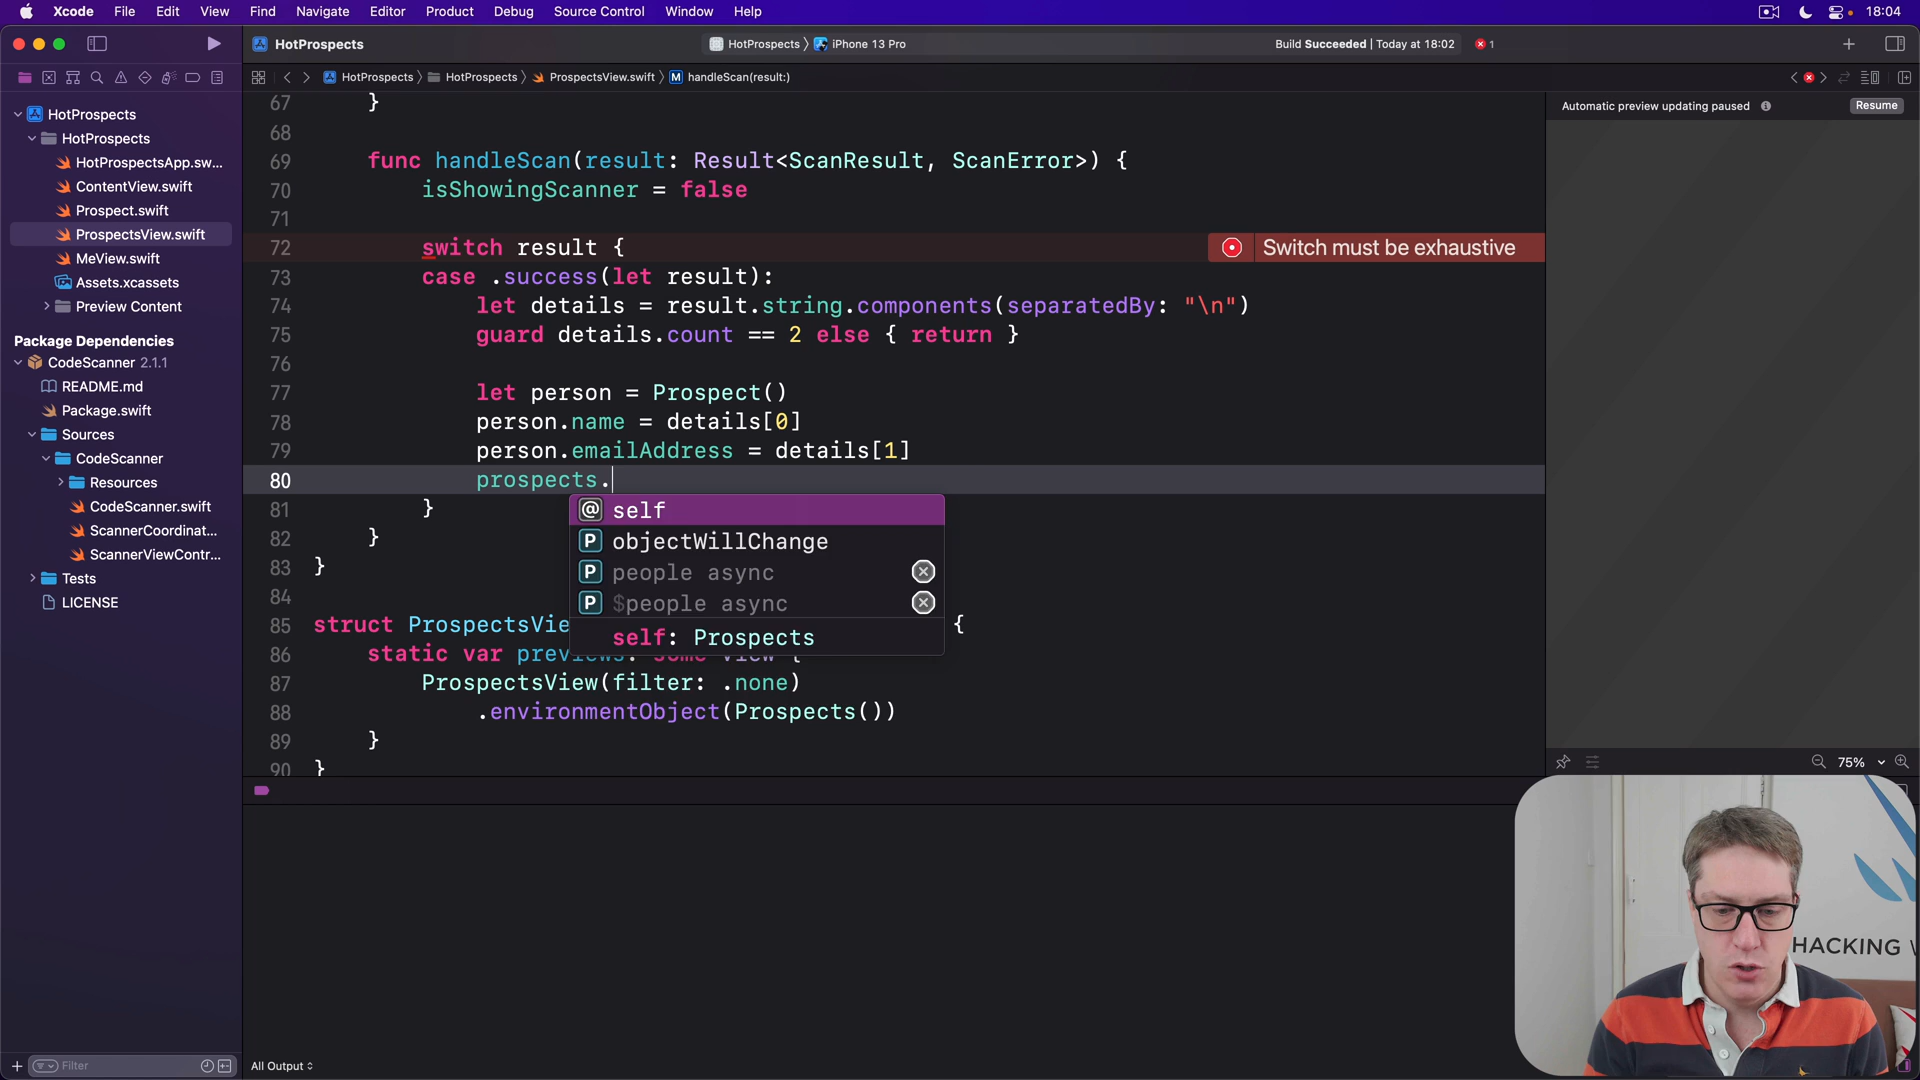 Xcode File Edit View Find Navigate Editor Product Debug Source Control Window Help 18:04
HotProspects
HotProspects 〉 iPhone 13 Pro
Build Succeeded | Today at 18:02
1
HotProspects 〉 HotProspects 〉 ProspectsView.swift 〉 M handleScan(result:)
HotProspects
HotProspects
HotProspectsApp.sw...
ContentView.swift
Prospect.swift
ProspectsView.swift
MeView.swift
Assets.xcassets
Preview Content
Package Dependencies
CodeScanner 2.1.1
README.md
Package.swift
Sources
CodeScanner
Resources
CodeScanner.swift
ScannerCoordinat...
ScannerViewContr...
Tests
LICENSE
Filter
67 }
68
69 func handleScan(result: Result<ScanResult, ScanError>) {
70 isShowingScanner = false
71
72 switch result {
Switch must be exhaustive
73 case .success(let result):
74 let details = result.string.components(separatedBy: "\n")
75 guard details.count == 2 else { return }
76
77 let person = Prospect()
78 person.name = details[0]
79 person.emailAddress = details[1]
80 prospects.
81 }
82 }
83 }
84
85 struct ProspectsVie {
86 static var previews: some View {
87 ProspectsView(filter: .none)
88 .environmentObject(Prospects())
89 }
90 }
@ self
P objectWillChange
P people async
P $people async
self: Prospects
Automatic preview updating paused
Resume
75%
All Output
HACKING W